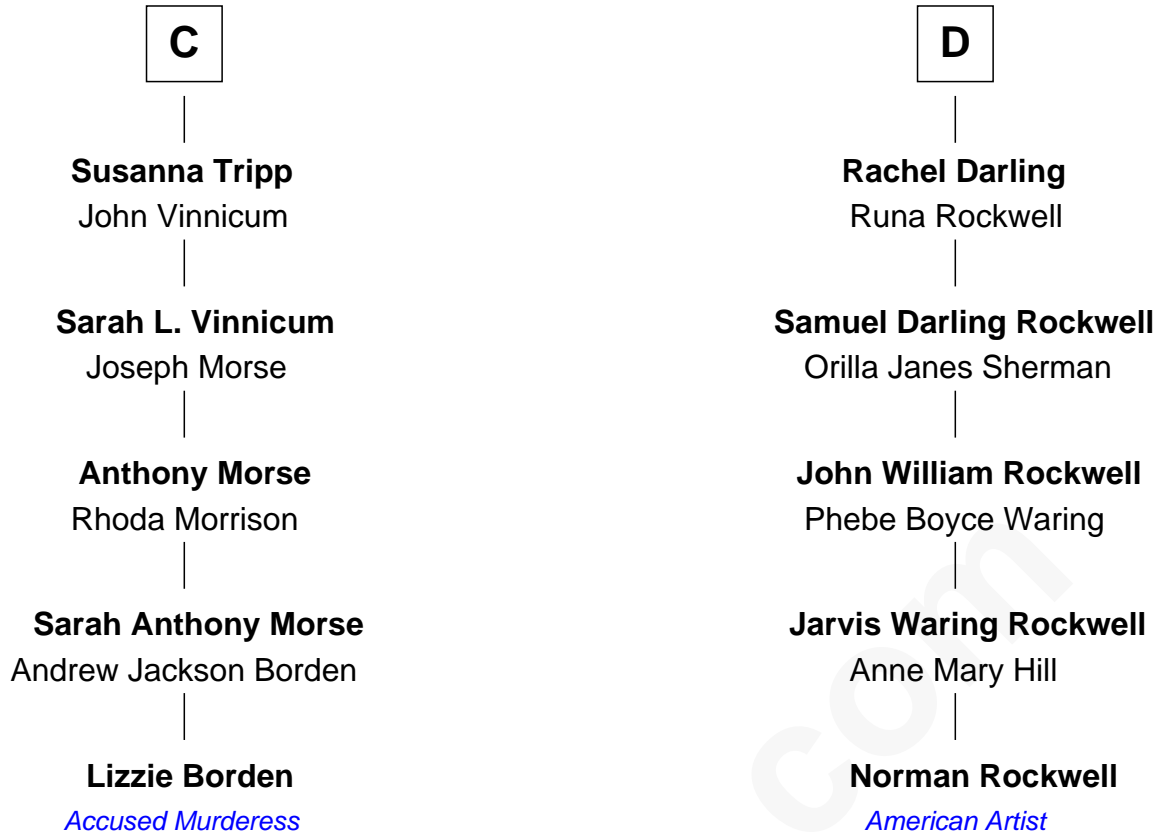 C
Susanna Tripp
John Vinnicum
Sarah L. Vinnicum
Joseph Morse
Anthony Morse
Rhoda Morrison
Sarah Anthony Morse
Andrew Jackson Borden
Lizzie Borden
Accused Murderess
D
Rachel Darling
Runa Rockwell
Samuel Darling Rockwell
Orilla Janes Sherman
John William Rockwell
Phebe Boyce Waring
Jarvis Waring Rockwell
Anne Mary Hill
Norman Rockwell
American Artist
com